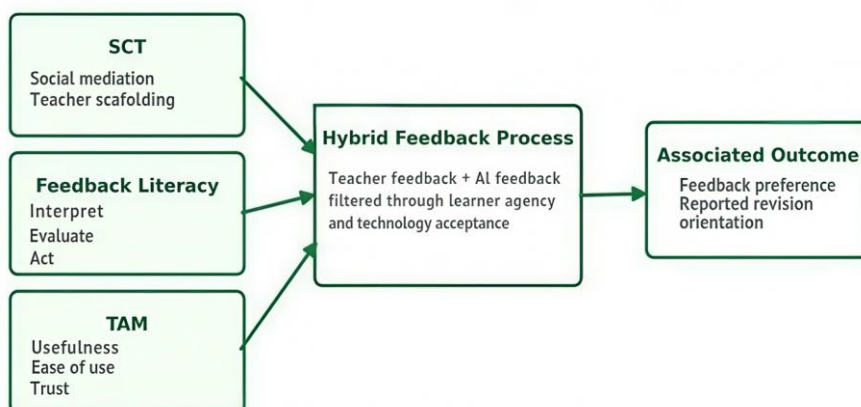 SCT
Social mediation
Teacher scafolding
Feedback Literacy
Interpret
Evaluate
Act
TAM
Usefulness
Ease of use
Trust
Hybrid Feedback Process
Teacher feedback + AI feedback
filtered through learner agency
and technology acceptance
Associated Outcome
Feedback preference
Reported revision
orientation